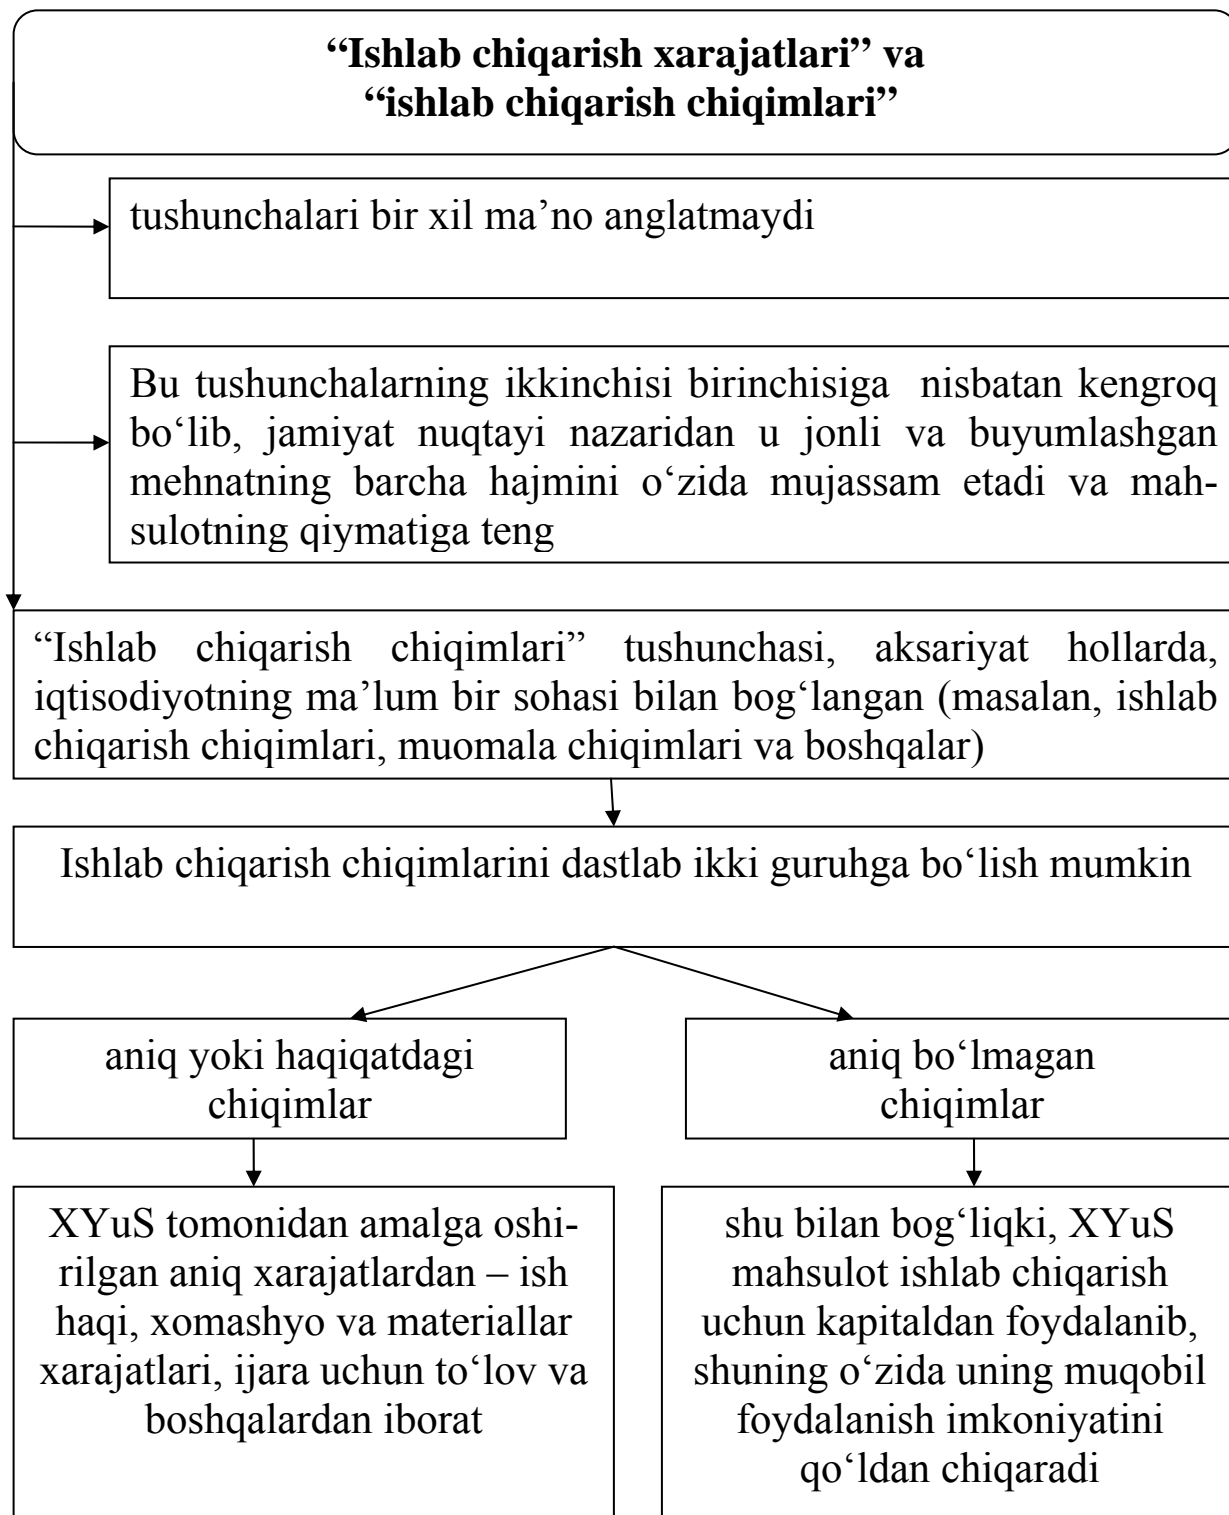 “Ishlab chiqarish xarajatlari” va
“ishlab chiqarish chiqimlari”
tushunchalari bir xil ma’no anglatmaydi
Bu tushunchalarning ikkinchisi birinchisiga nisbatan kengroq
bo‘lib, jamiyat nuqtayi nazaridan u jonli va buyumlashgan
mehnatning barcha hajmini o‘zida mujassam etadi va mah-
sulotning qiymatiga teng
“Ishlab chiqarish chiqimlari” tushunchasi, aksariyat hollarda,
iqtisodiyotning ma’lum bir sohasi bilan bog‘langan (masalan, ishlab
chiqarish chiqimlari, muomala chiqimlari va boshqalar)
Ishlab chiqarish chiqimlarini dastlab ikki guruhga bo‘lish mumkin
aniq yoki haqiqatdagi
chiqimlar
aniq bo‘lmagan
chiqimlar
XYuS tomonidan amalga oshi-
rilgan aniq xarajatlardan – ish
haqi, xomashyo va materiallar
xarajatlari, ijara uchun to‘lov va
boshqalardan iborat
shu bilan bog‘liqki, XYuS
mahsulot ishlab chiqarish
uchun kapitaldan foydalanib,
shuning o‘zida uning muqobil
foydalanish imkoniyatini
qo‘ldan chiqaradi